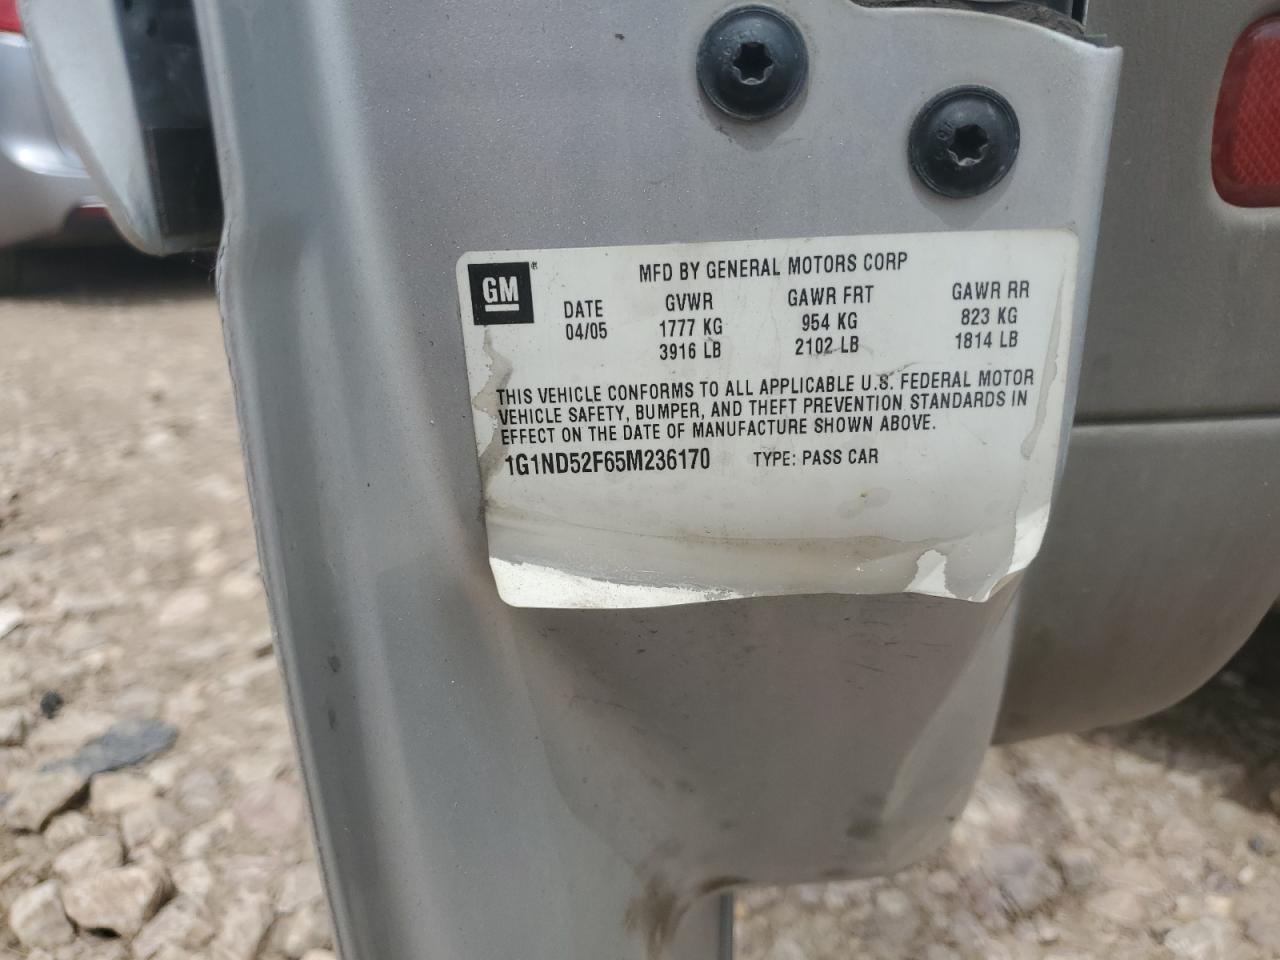 GM®
MFD BY GENERAL MOTORS CORP
DATE GVWR GAWR FRT GAWR RR
04/05 1777 KG 954 KG 823 KG
3916 LB 2102 LB 1814 LB
THIS VEHICLE CONFORMS TO ALL APPLICABLE U.S. FEDERAL MOTOR
VEHICLE SAFETY, BUMPER, AND THEFT PREVENTION STANDARDS IN
EFFECT ON THE DATE OF MANUFACTURE SHOWN ABOVE.
1G1ND52F65M236170 TYPE: PASS CAR